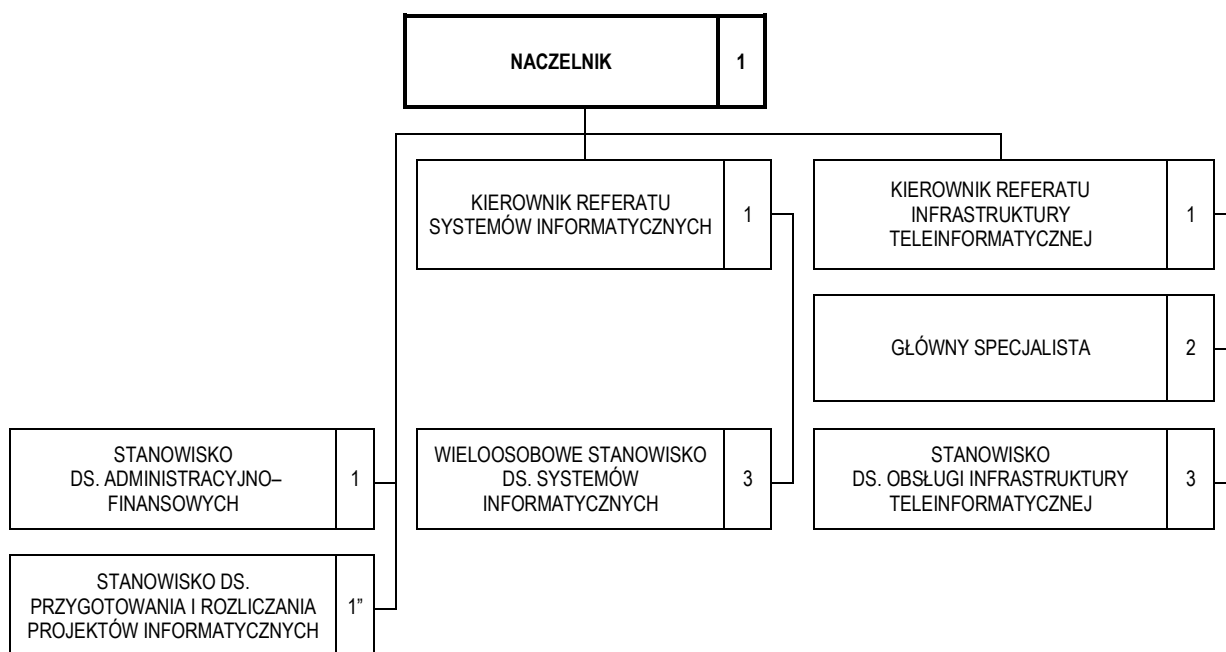 NACZELNIK
1
KIEROWNIK REFERATU
SYSTEMÓW INFORMATYCZNYCH
1
KIEROWNIK REFERATU
INFRASTRUKTURY
TELEINFORMATYCZNEJ
1
GŁÓWNY SPECJALISTA
2
STANOWISKO
DS. ADMINISTRACYJNO–
FINANSOWYCH
1
WIELOOSOBOWE STANOWISKO
DS. SYSTEMÓW
INFORMATYCZNYCH
3
STANOWISKO
DS. OBSŁUGI INFRASTRUKTURY
TELEINFORMATYCZNEJ
3
STANOWISKO DS.
PRZYGOTOWANIA I ROZLICZANIA
PROJEKTÓW INFORMATYCZNYCH
1”